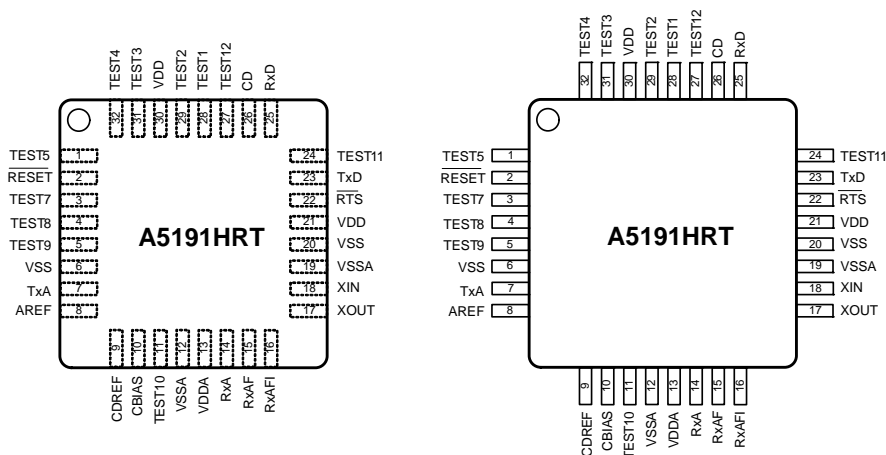 TEST4 TEST3 VDD TEST2 TEST1 TEST12 CD RxD
32 31 30 29 28 27 26 25
TEST5 1 24 TEST11
RESET 2 23 TxD
TEST7 3 22 RTS
TEST8 4 21 VDD
TEST9 5 20 VSS
VSS 6 19 VSSA
TxA 7 18 XIN
AREF 8 17 XOUT
A5191HRT
9 10 11 12 13 14 15 16
CDREF CBIAS TEST10 VSSA VDDA RxA RxAF RxAFI
TEST4 TEST3 VDD TEST2 TEST1 TEST12 CD RxD
32 31 30 29 28 27 26 25
TEST5 1 24 TEST11
RESET 2 23 TxD
TEST7 3 22 RTS
TEST8 4 21 VDD
TEST9 5 20 VSS
VSS 6 19 VSSA
TxA 7 18 XIN
AREF 8 17 XOUT
A5191HRT
9 10 11 12 13 14 15 16
CDREF CBIAS TEST10 VSSA VDDA RxA RxAF RxAFI